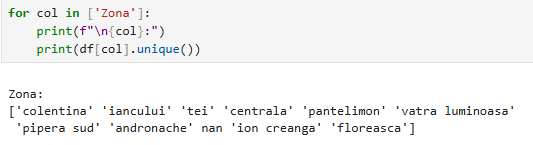 for col in ['Zona']:
    print(f"\n{col}:")
    print(df[col].unique())
Zona:
['colentina' 'iancului' 'tei' 'centrala' 'pantelimon' 'vatra luminoasa'
 'pipera sud' 'andronache' nan 'ion creanga' 'floreasca']